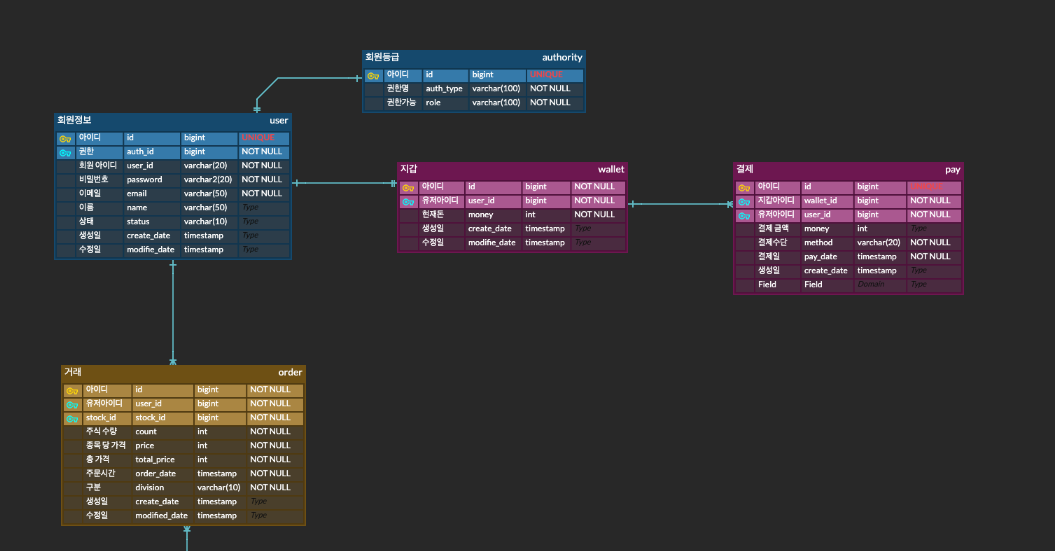 회원등급 authority
아이디 id bigint UNIQUE
권한명 auth_type varchar(100) NOT NULL
권한가능 role varchar(100) NOT NULL
회원정보 user
아이디 id bigint UNIQUE
권한 auth_id bigint NOT NULL
회원 아이디 user_id varchar(20) NOT NULL
비밀번호 password varchar2(20) NOT NULL
이메일 email varchar(50) NOT NULL
이름 name varchar(50) Type
상태 status varchar(10) Type
생성일 create_date timestamp Type
수정일 modifie_date timestamp Type
지갑 wallet
아이디 id bigint NOT NULL
유저아이디 user_id bigint NOT NULL
현재돈 money int NOT NULL
생성일 create_date timestamp Type
수정일 modifie_date timestamp Type
결제 pay
아이디 id bigint
지갑아이디 wallet_id bigint NOT NULL
유저아이디 user_id bigint NOT NULL
결제 금액 money int Type
결제수단 method varchar(20) NOT NULL
결제일 pay_date timestamp NOT NULL
생성일 create_date timestamp Type
Field Field Domain Type
거래 order
아이디 id bigint NOT NULL
유저아이디 user_id bigint NOT NULL
stock_id stock_id bigint NOT NULL
주식 수량 count int NOT NULL
종목 당 가격 price int NOT NULL
총 가격 total_price int NOT NULL
주문시간 order_date timestamp NOT NULL
구분 division varchar(10) NOT NULL
생성일 create_date timestamp Type
수정일 modified_date timestamp Type